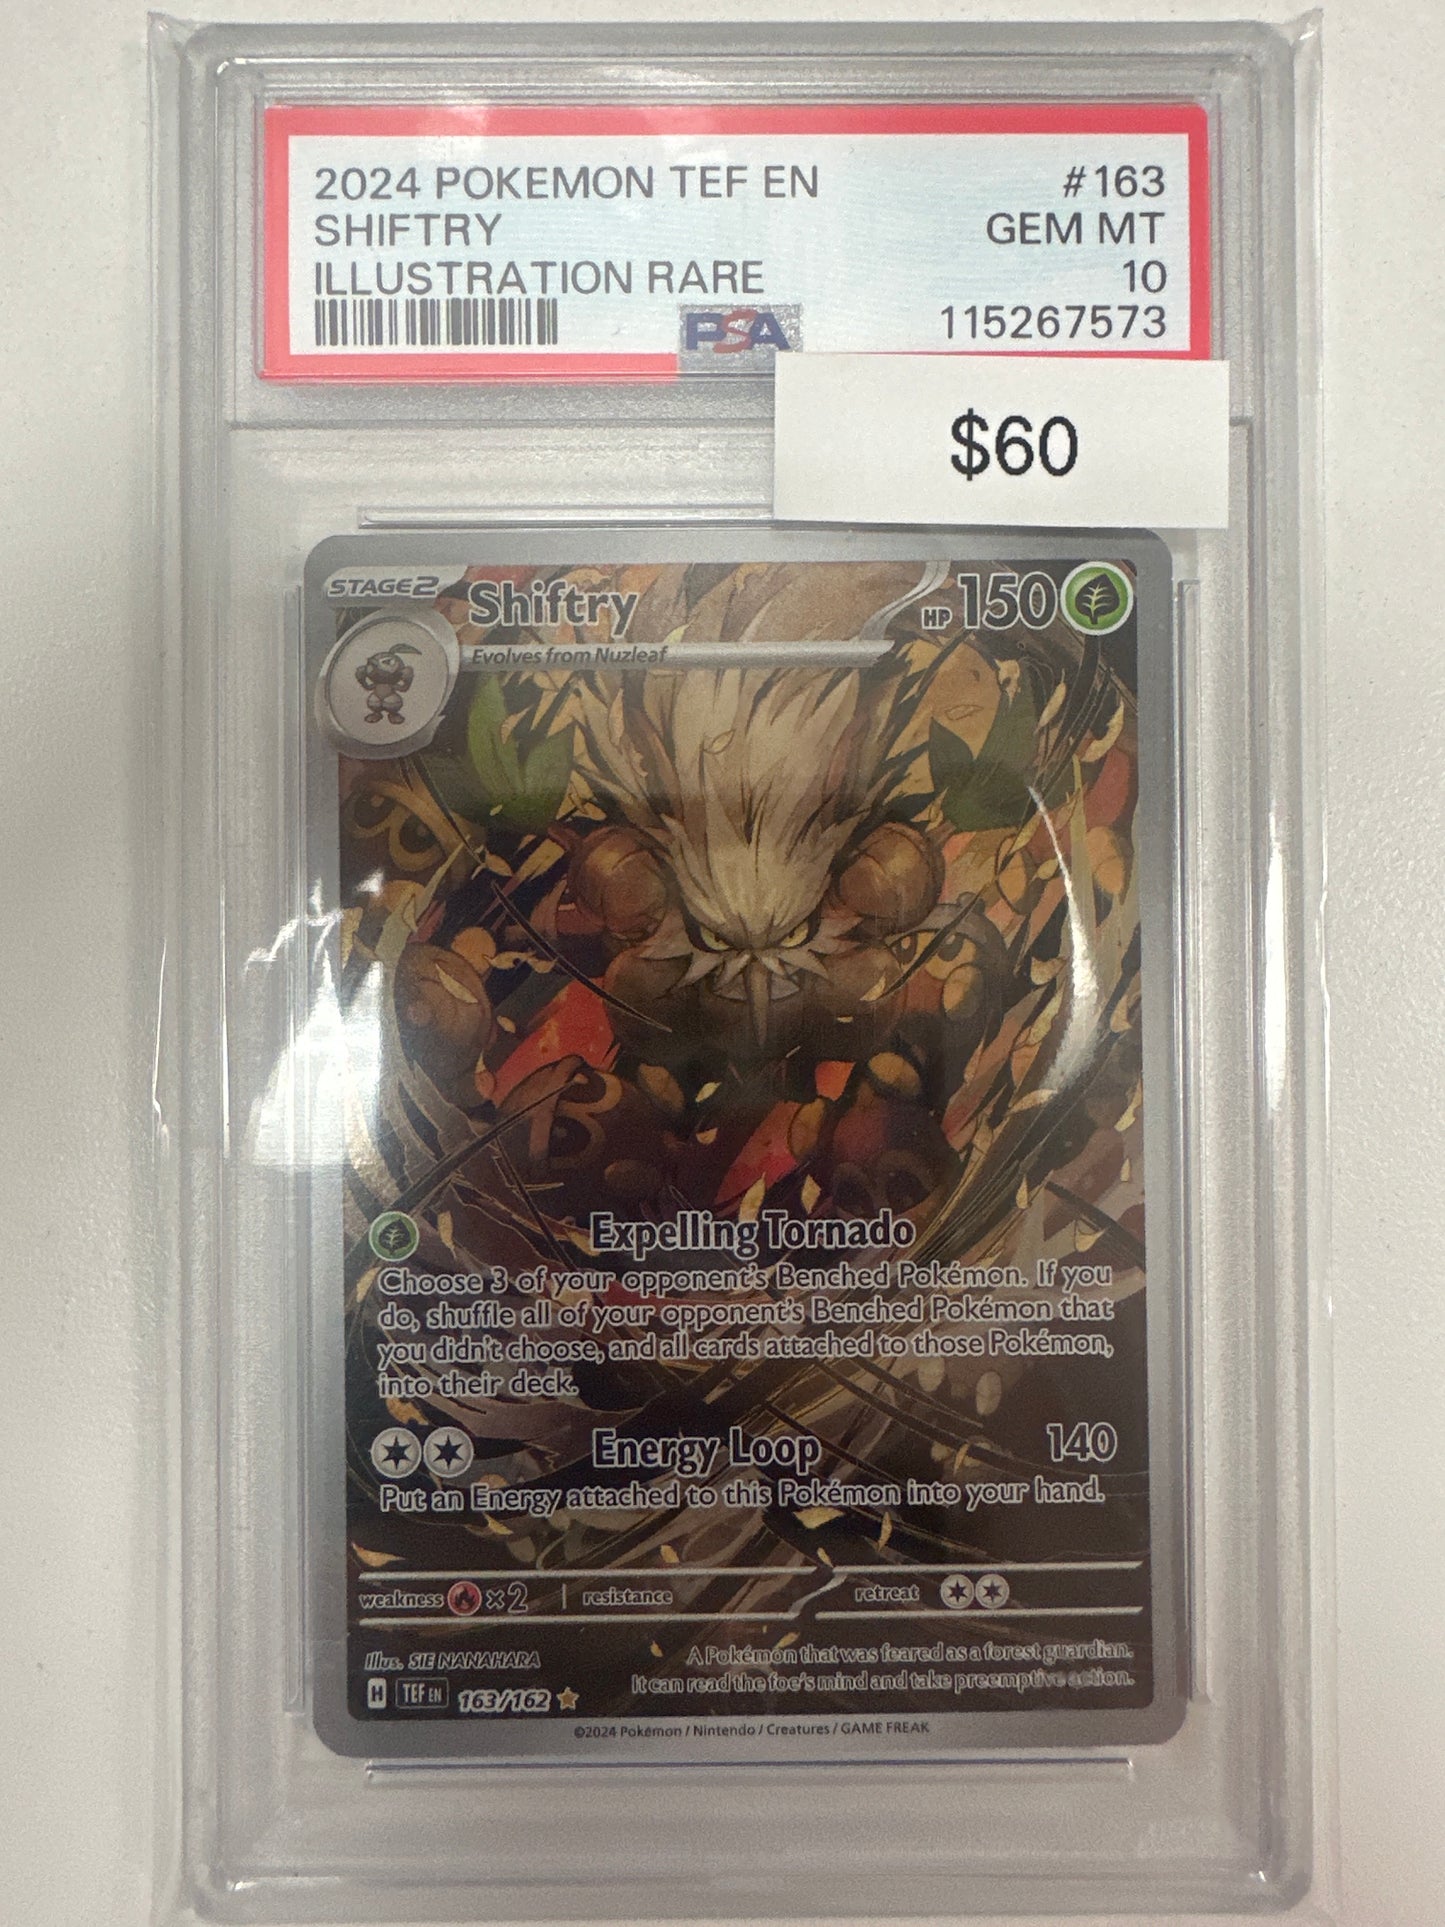 2024 POKEMON TEF EN #163
SHIFTRY GEM MT
ILLUSTRATION RARE 10
PSA 115267573
$60
STAGE2 Shiftry HP 150
Evolves from Nuzleaf
Expelling Tornado
Choose 3 of your opponent's Benched Pokémon. If you
do, shuffle all of your opponent's Benched Pokémon that
you didn't choose, and all cards attached to those Pokémon,
into their deck.
Energy Loop 140
Put an Energy attached to this Pokémon into your hand.
weakness ×2 resistance retreat
Illus. SIE NANAHARA
A Pokémon that was feared as a forest guardian.
It can read the foe's mind and take preemptive action.
H TEF EN 163/162
©2024 Pokémon / Nintendo / Creatures / GAME FREAK